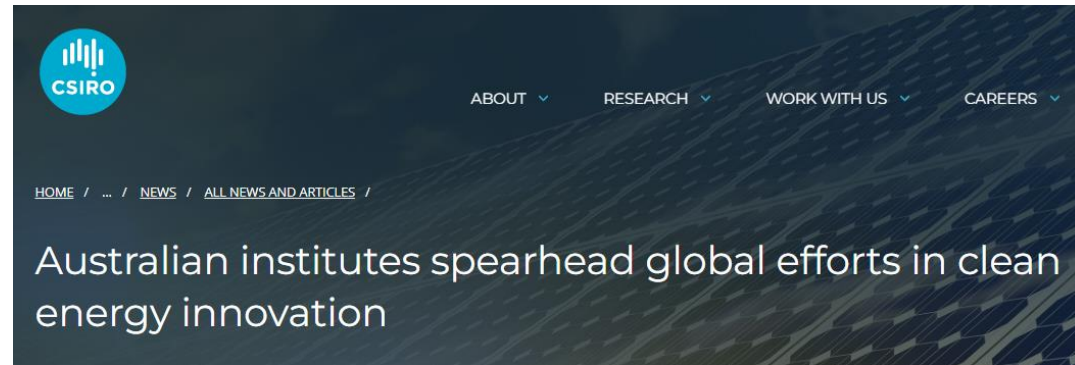 CSIRO
ABOUT RESEARCH WORK WITH US CAREERS
HOME / ... / NEWS / ALL NEWS AND ARTICLES /
Australian institutes spearhead global efforts in clean
energy innovation